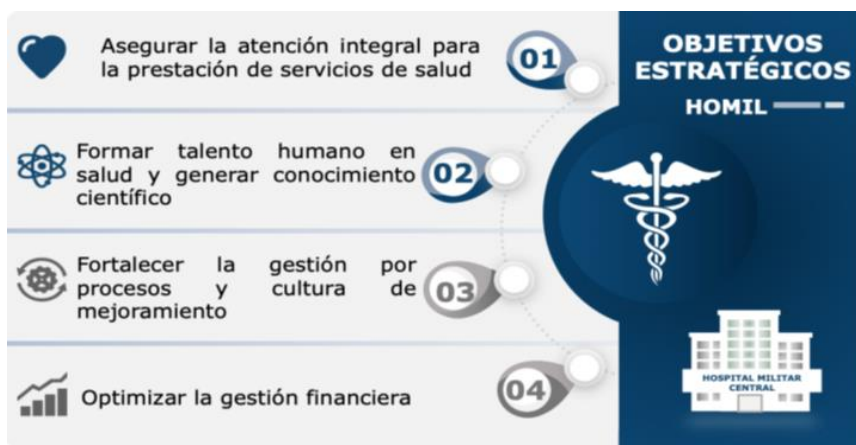 Asegurar la atención integral para
la prestación de servicios de salud
01
Formar talento humano en
salud y generar conocimiento
científico
02
Fortalecer la gestión por
procesos y cultura de
mejoramiento
03
Optimizar la gestión financiera
04
OBJETIVOS
ESTRATÉGICOS
HOMIL
HOSPITAL MILITAR
CENTRAL